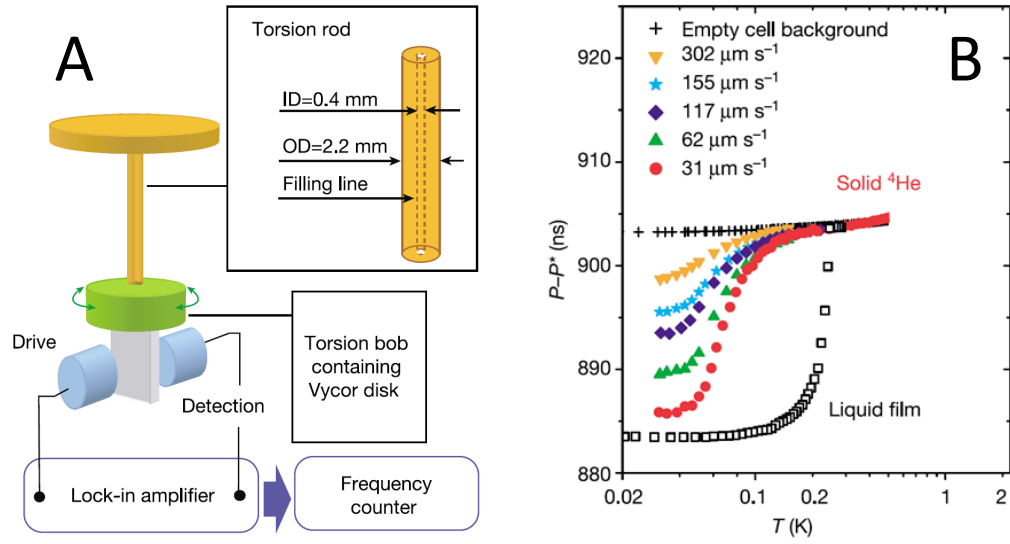 A
Torsion rod
ID=0.4 mm
OD=2.2 mm
Filling line
Drive
Detection
Torsion bob
containing
Vycor disk
Lock-in amplifier
Frequency
counter
B
925
920
910
900
890
880
P–P* (ns)
Empty cell background
302 μm s⁻¹
155 μm s⁻¹
117 μm s⁻¹
62 μm s⁻¹
31 μm s⁻¹
Solid ⁴He
Liquid film
0.02
0.1
0.2
1
2
T (K)